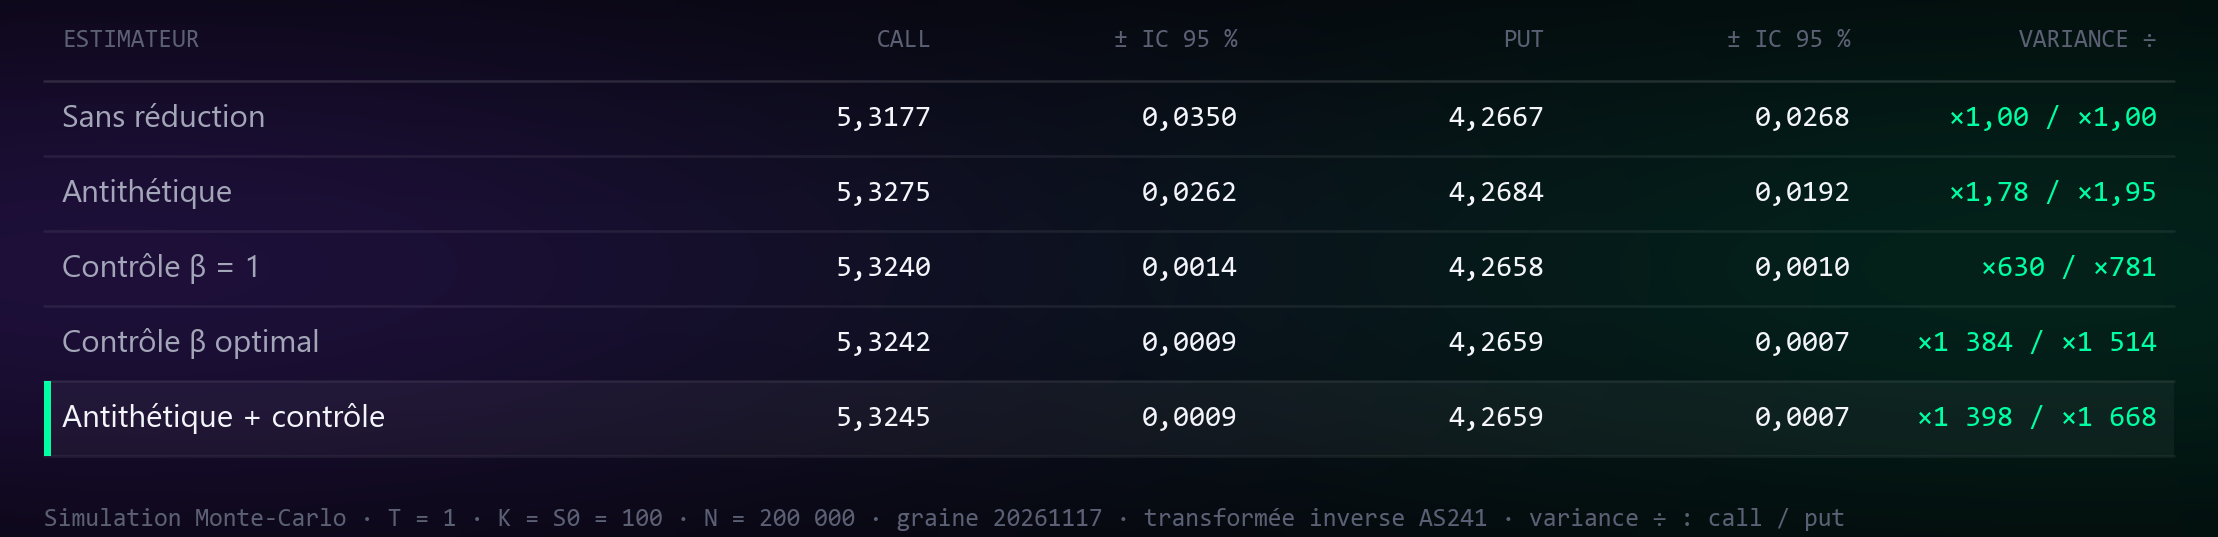 ESTIMATEUR CALL ± IC 95 % PUT ± IC 95 % VARIANCE ÷
Sans réduction 5,3177 0,0350 4,2667 0,0268 ×1,00 / ×1,00
Antithétique 5,3275 0,0262 4,2684 0,0192 ×1,78 / ×1,95
Contrôle β = 1 5,3240 0,0014 4,2658 0,0010 ×630 / ×781
Contrôle β optimal 5,3242 0,0009 4,2659 0,0007 ×1 384 / ×1 514
Antithétique + contrôle 5,3245 0,0009 4,2659 0,0007 ×1 398 / ×1 668
Simulation Monte-Carlo · T = 1 · K = S0 = 100 · N = 200 000 · graine 20261117 · transformée inverse AS241 · variance ÷ : call / put